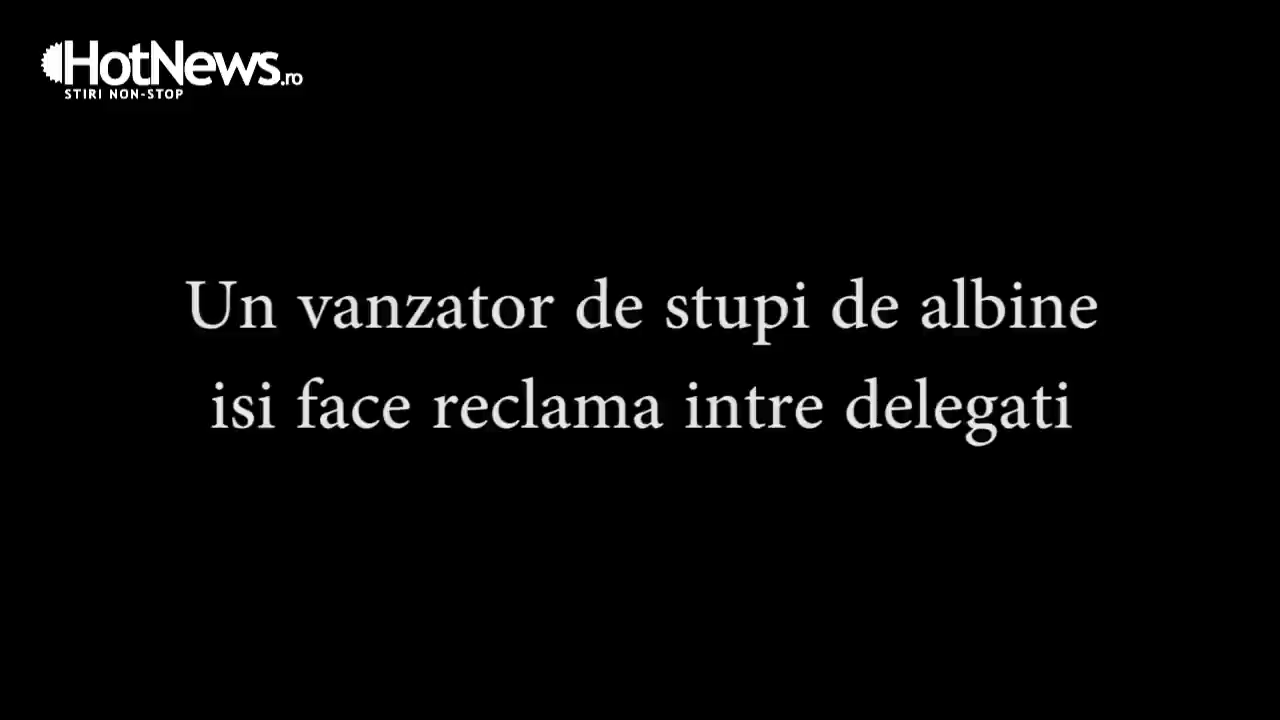 HotNews.ro
STIRI NON-STOP
Un vanzator de stupi de albine
isi face reclama intre delegati